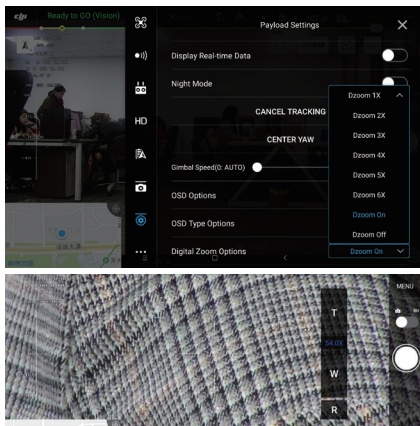 dji Ready to GO (Vision)
Payload Settings
Display Real-time Data
Night Mode
CANCEL TRACKING
CENTER YAW
HD
Gimbal Speed(0: AUTO)
OSD Options
OSD Type Options
Digital Zoom Options
Dzoom 1X
Dzoom 2X
Dzoom 3X
Dzoom 4X
Dzoom 5X
Dzoom 6X
Dzoom On
Dzoom Off
Dzoom On
MENU
T
54.0X
W
R